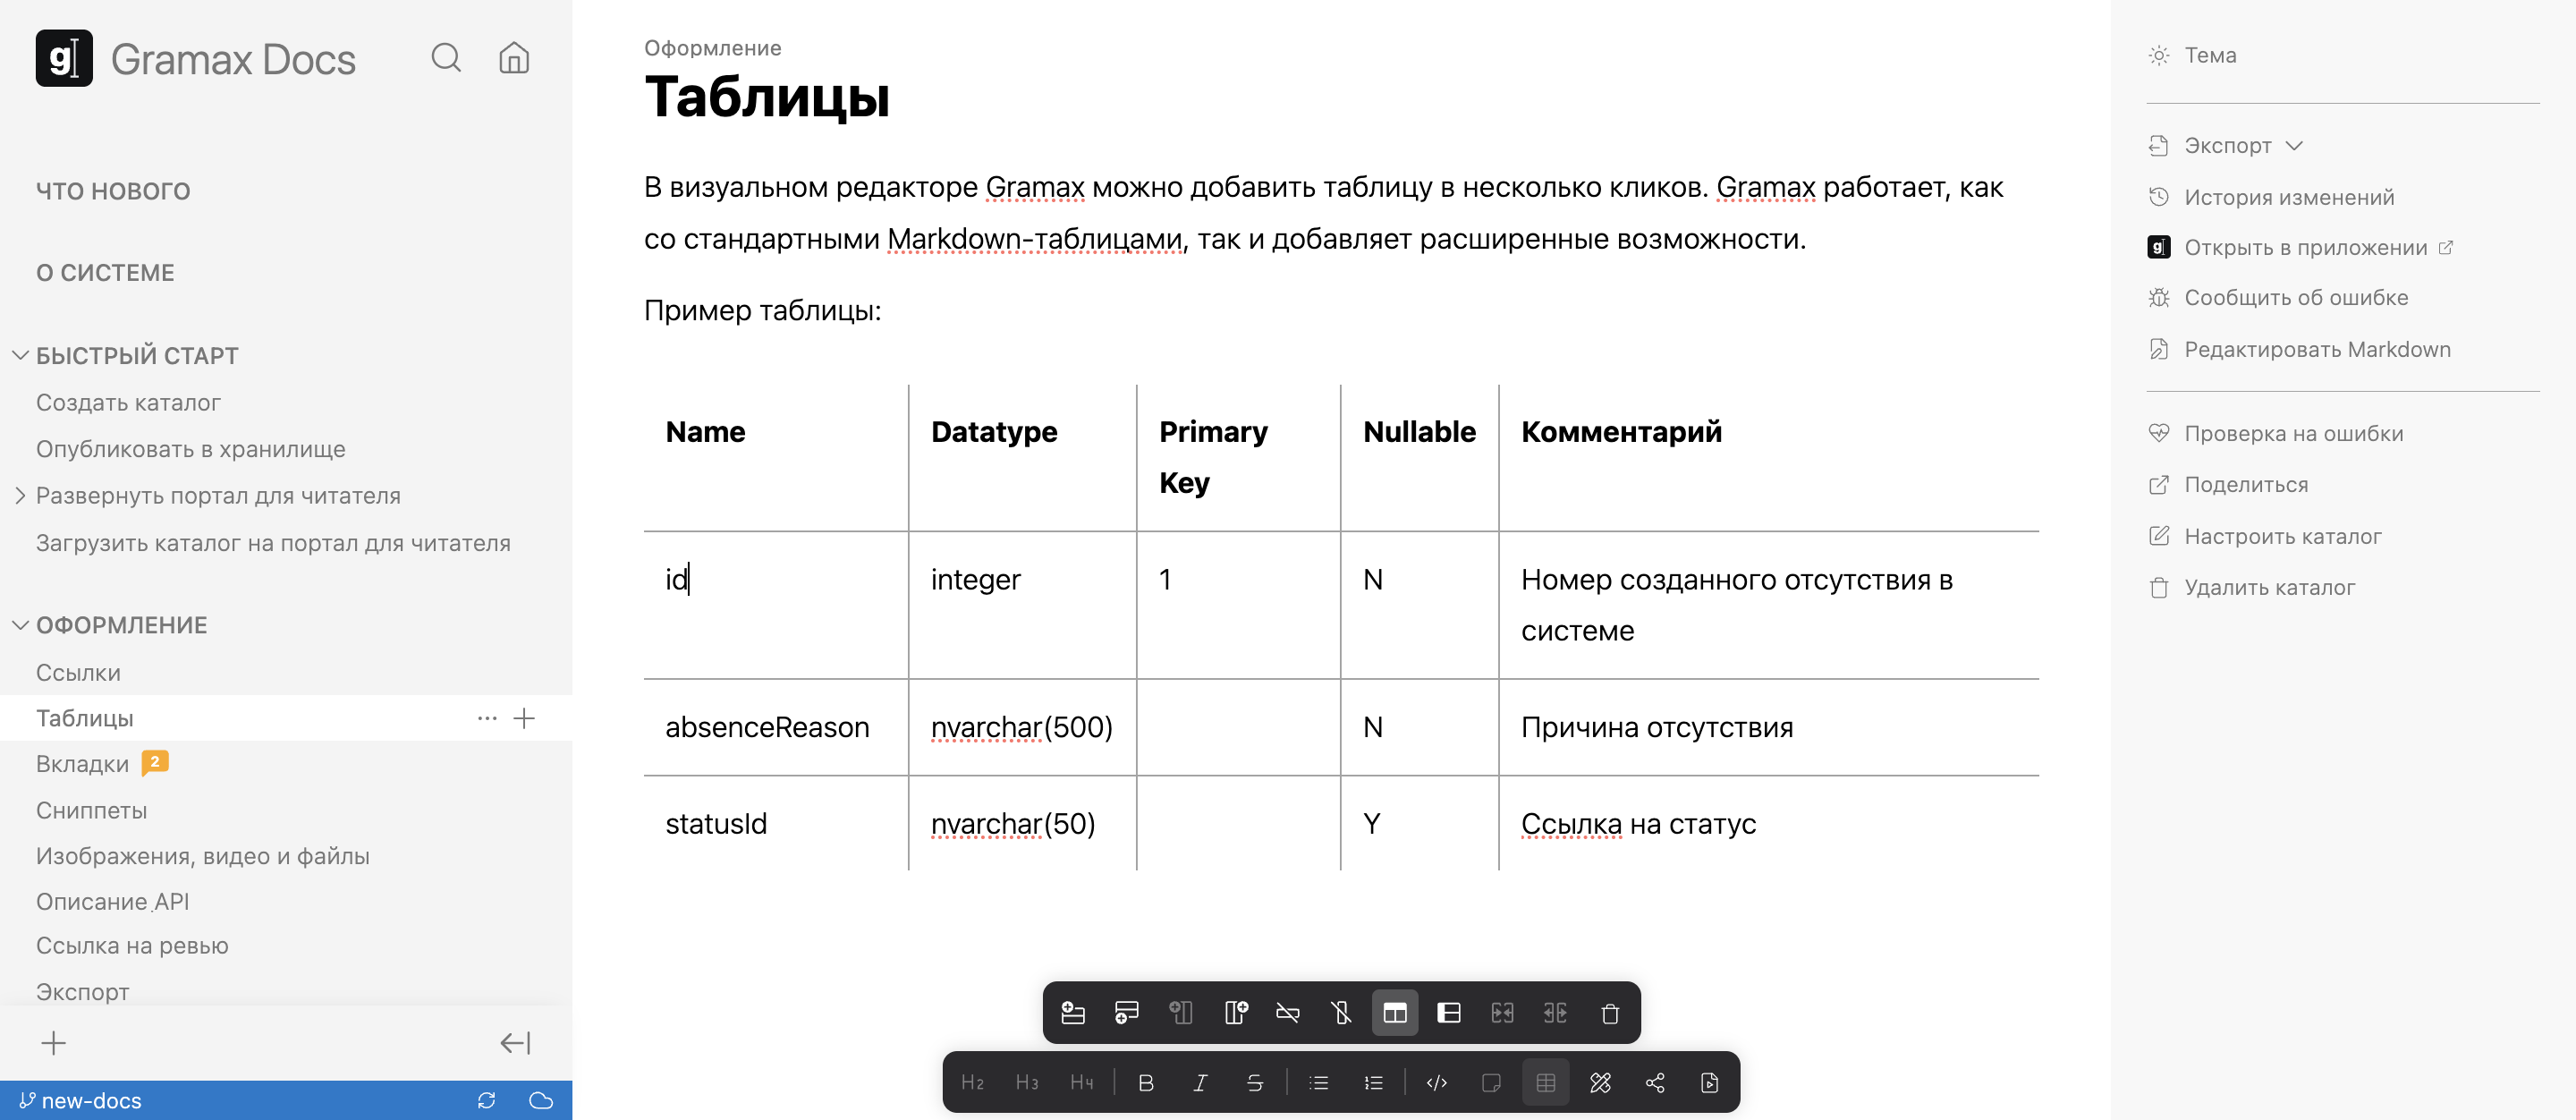 Gramax Docs
ЧТО НОВОГО
О СИСТЕМЕ
БЫСТРЫЙ СТАРТ
Создать каталог
Опубликовать в хранилище
Развернуть портал для читателя
Загрузить каталог на портал для читателя
ОФОРМЛЕНИЕ
Ссылки
Таблицы
Вкладки 2
Сниппеты
Изображения, видео и файлы
Описание API
Ссылка на ревью
Экспорт
new-docs
Оформление
Таблицы
В визуальном редакторе Gramax можно добавить таблицу в несколько кликов. Gramax работает, как
со стандартными Markdown-таблицами, так и добавляет расширенные возможности.
Пример таблицы:
Name Datatype Primary Key Nullable Комментарий
id integer 1 N Номер созданного отсутствия в
системе
absenceReason nvarchar(500) N Причина отсутствия
statusId nvarchar(50) Y Ссылка на статус
H2 H3 H4 B I S
Тема
Экспорт
История изменений
Открыть в приложении
Сообщить об ошибке
Редактировать Markdown
Проверка на ошибки
Поделиться
Настроить каталог
Удалить каталог